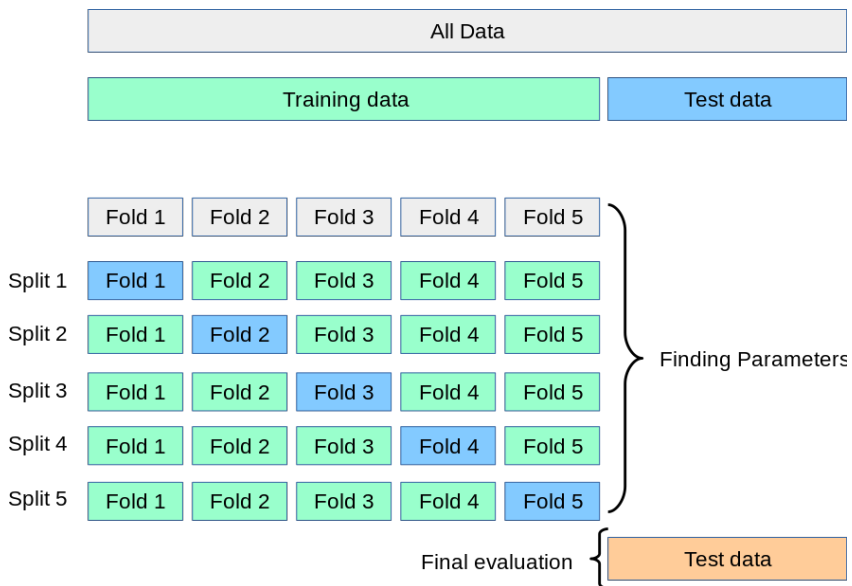 All Data
Training data Test data
Fold 1 Fold 2 Fold 3 Fold 4 Fold 5
Split 1 Fold 1 Fold 2 Fold 3 Fold 4 Fold 5
Split 2 Fold 1 Fold 2 Fold 3 Fold 4 Fold 5
Finding Parameters
Split 3 Fold 1 Fold 2 Fold 3 Fold 4 Fold 5
Split 4 Fold 1 Fold 2 Fold 3 Fold 4 Fold 5
Split 5 Fold 1 Fold 2 Fold 3 Fold 4 Fold 5
Final evaluation Test data